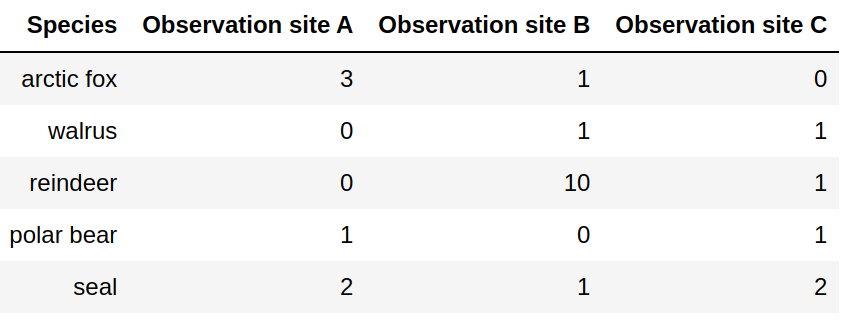 Species Observation site A Observation site B Observation site C
arctic fox 3 1 0
walrus 0 1 1
reindeer 0 10 1
polar bear 1 0 1
seal 2 1 2